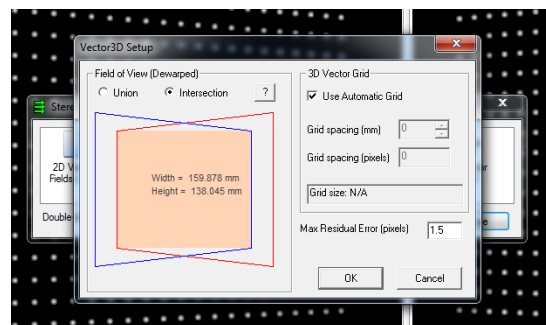 Vector3D Setup
Field of View (Dewarped)
Union
Intersection
?
Width = 159.878 mm
Height = 138.045 mm
3D Vector Grid
Use Automatic Grid
Grid spacing (mm)
0
Grid spacing (pixels)
0
Grid size: N/A
Max Residual Error (pixels)
1.5
OK
Cancel
Stere
2D V
Fields
Double